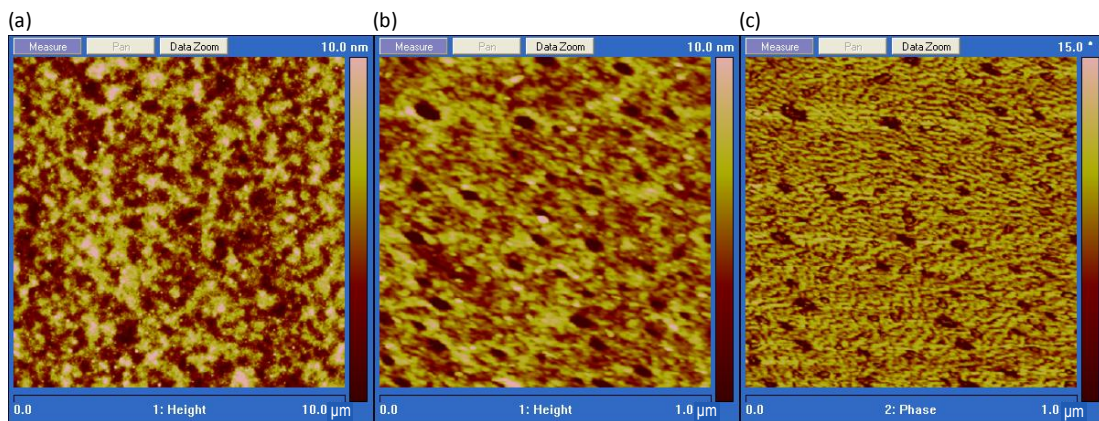 (a)
Measure Pan Data Zoom 10.0 nm
0.0 1: Height 10.0 μm
(b)
Measure Pan Data Zoom 10.0 nm
0.0 1: Height 1.0 μm
(c)
Measure Pan Data Zoom 15.0 °
0.0 2: Phase 1.0 μm